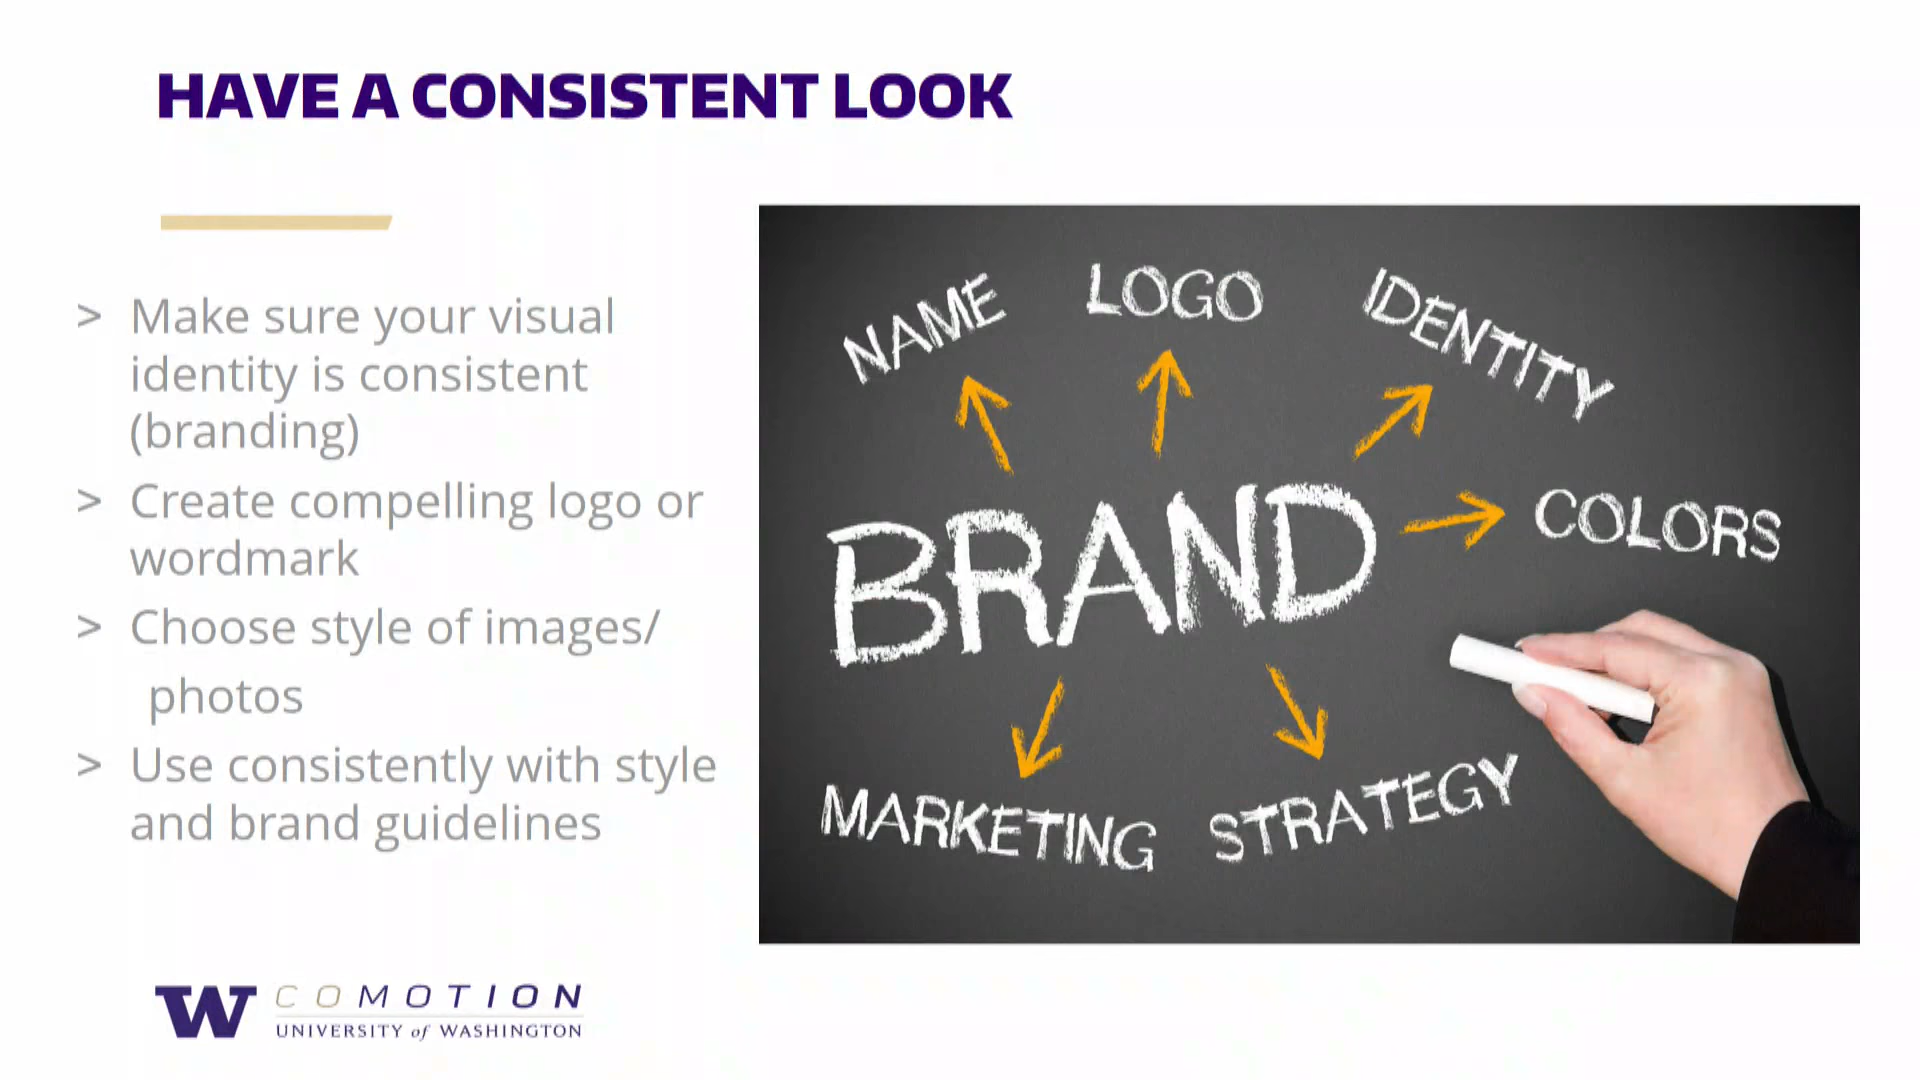 HAVE A CONSISTENT LOOK
> Make sure your visual
identity is consistent
(branding)
> Create compelling logo or
wordmark
> Choose style of images/
photos
> Use consistently with style
and brand guidelines
NAME
LOGO
IDENTITY
BRAND
COLORS
MARKETING
STRATEGY
W COMOTION
UNIVERSITY of WASHINGTON